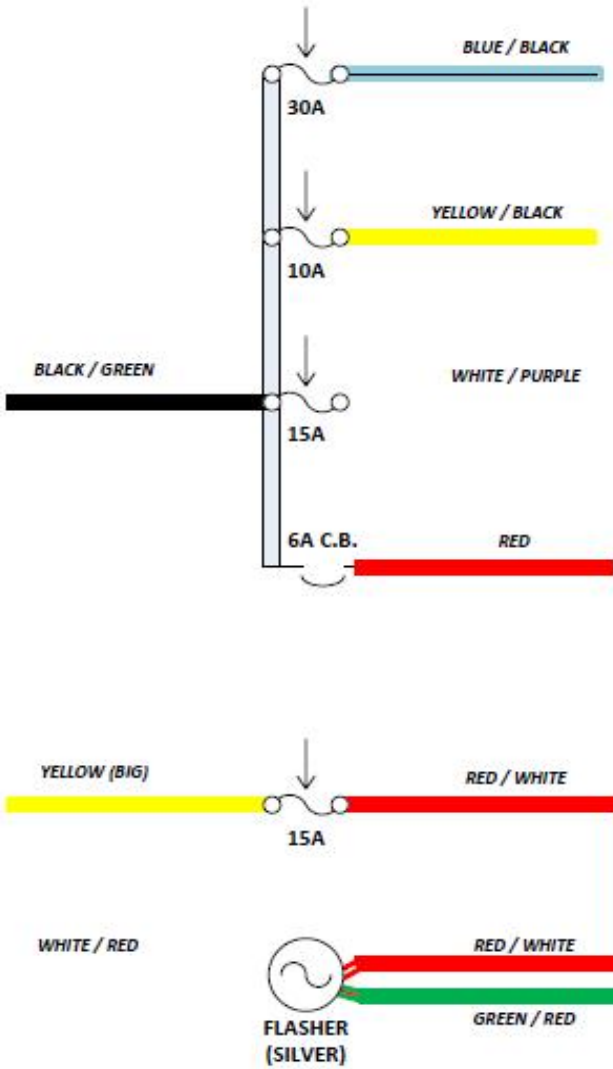 BLUE / BLACK
30A
YELLOW / BLACK
10A
BLACK / GREEN
WHITE / PURPLE
15A
6A C.B.
RED
YELLOW (BIG)
RED / WHITE
15A
WHITE / RED
RED / WHITE
GREEN / RED
FLASHER
(SILVER)